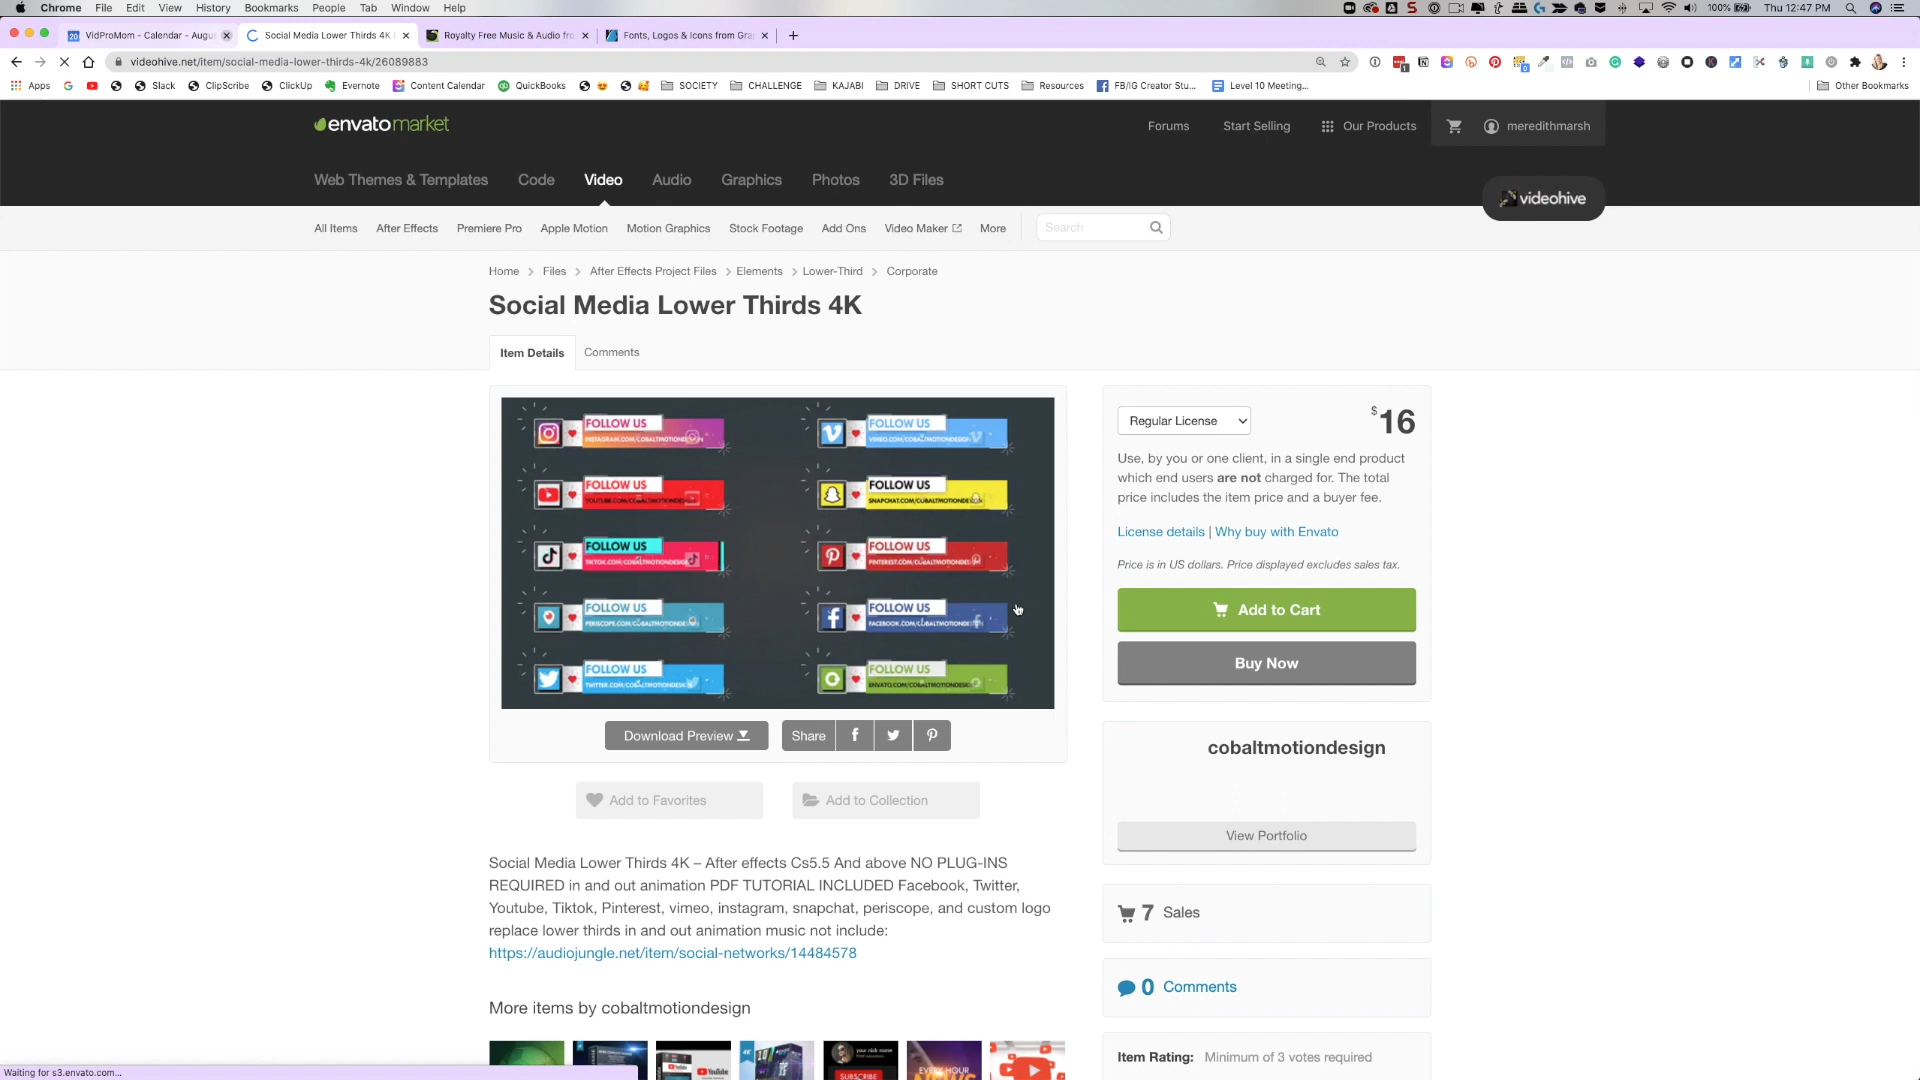 Chrome File Edit View History Bookmarks People Tab Window Help
100% Thu 12:47 PM
VidProMom - Calendar - Augu
Social Media Lower Thirds 4K
Royalty Free Music & Audio fro
Fonts, Logos & Icons from Gra
videohive.net/item/social-media-lower-thirds-4k/26089883
Apps Slack ClipScribe ClickUp Evernote Content Calendar QuickBooks SOCIETY CHALLENGE KAJABI DRIVE SHORT CUTS Resources FB/IG Creator Stu... Level 10 Meeting... Other Bookmarks
envato market
Forums Start Selling Our Products meredithmarsh
Web Themes & Templates Code Video Audio Graphics Photos 3D Files
videohive
All Items After Effects Premiere Pro Apple Motion Motion Graphics Stock Footage Add Ons Video Maker More Search
Home > Files > After Effects Project Files > Elements > Lower-Third > Corporate
Social Media Lower Thirds 4K
Item Details Comments
FOLLOW US
FOLLOW US
VIMEO.COM/COBALTMOTIONDESIGN
FOLLOW US
FOLLOW US
SNAPCHAT.COM/COBALTMOTIONDESIGN
FOLLOW US
FOLLOW US
FOLLOW US
FOLLOW US
FOLLOW US
FOLLOW US
Download Preview Share
Add to Favorites Add to Collection
Social Media Lower Thirds 4K – After effects Cs5.5 And above NO PLUG-INS
REQUIRED in and out animation PDF TUTORIAL INCLUDED Facebook, Twitter,
Youtube, Tiktok, Pinterest, vimeo, instagram, snapchat, periscope, and custom logo
replace lower thirds in and out animation music not include:
https://audiojungle.net/item/social-networks/14484578
More items by cobaltmotiondesign
Regular License $16
Use, by you or one client, in a single end product
which end users are not charged for. The total
price includes the item price and a buyer fee.
License details | Why buy with Envato
Price is in US dollars. Price displayed excludes sales tax.
Add to Cart
Buy Now
cobaltmotiondesign
View Portfolio
7 Sales
0 Comments
Item Rating: Minimum of 3 votes required
Waiting for s3.envato.com...